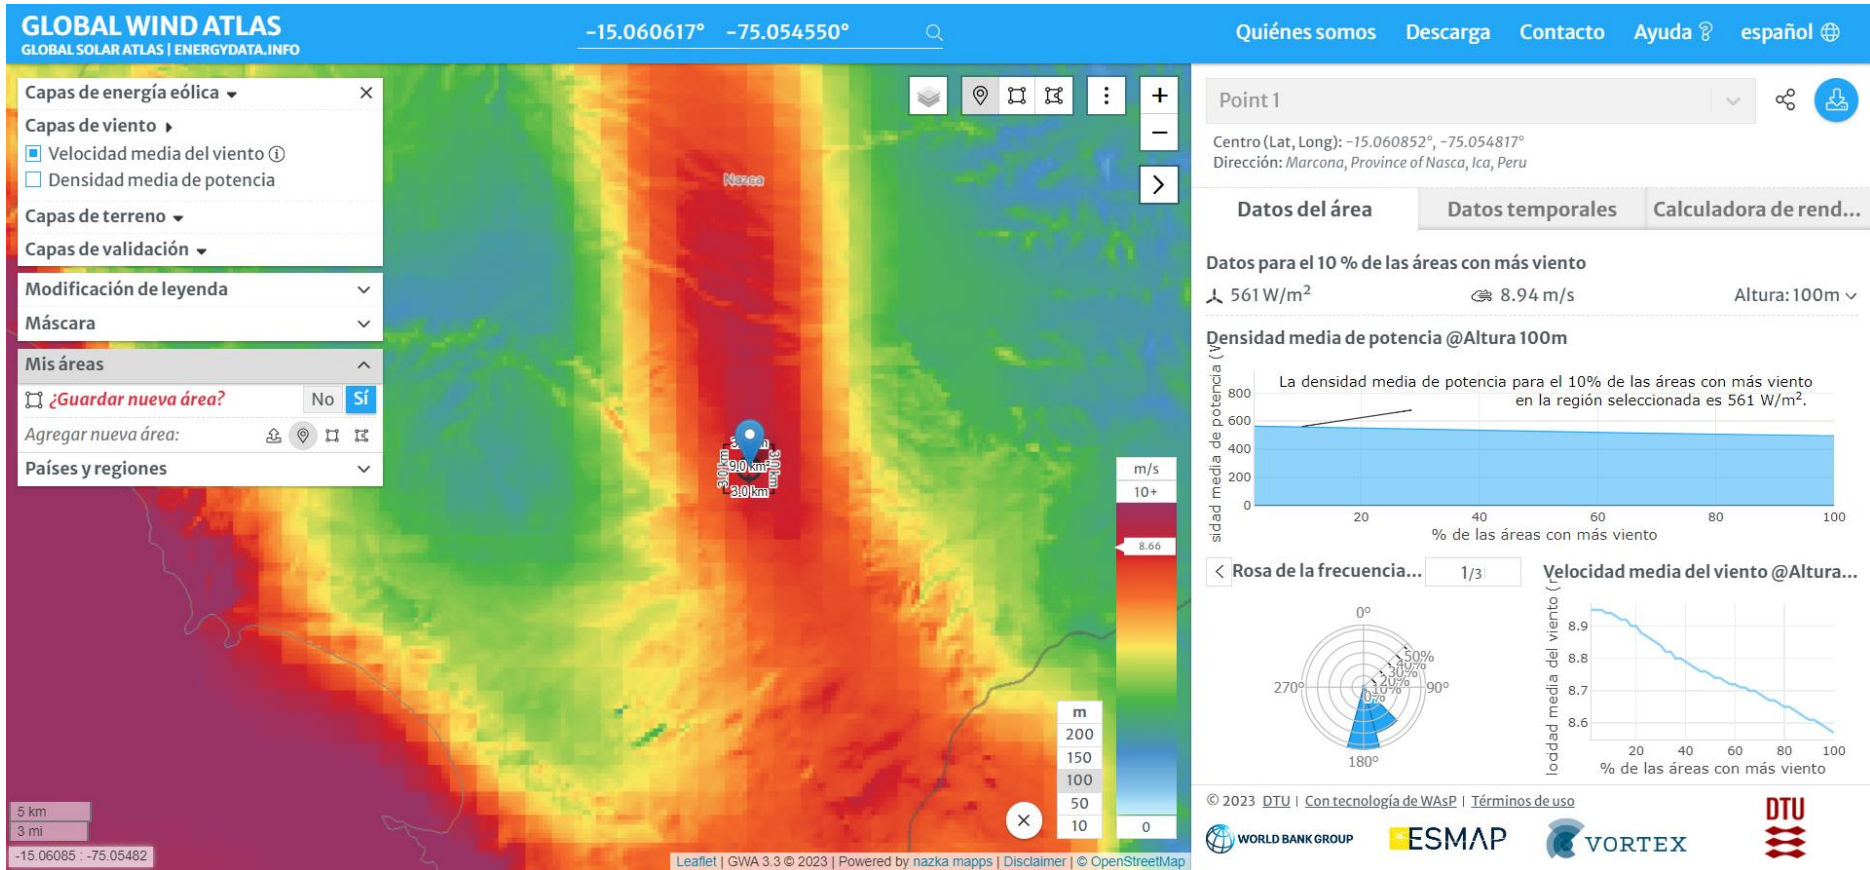 GLOBAL WIND ATLAS
GLOBAL SOLAR ATLAS | ENERGYDATA.INFO
-15.060617° -75.054550°
Quiénes somos Descarga Contacto Ayuda español
Capas de energía eólica
Capas de viento
Velocidad media del viento
Densidad media de potencia
Capas de terreno
Capas de validación
Modificación de leyenda
Máscara
Mis áreas
¿Guardar nueva área? No Sí
Agregar nueva área:
Países y regiones
Nazca
3.0 km
9.0 km²
3.0 km
3.0 km
m/s
10+
8.66
0
m
200
150
100
50
10
5 km
3 mi
-15.06085 : -75.05482
Leaflet | GWA 3.3 © 2023 | Powered by nazka mapps | Disclaimer | © OpenStreetMap
Point 1
Centro (Lat, Long): -15.060852°, -75.054817°
Dirección: Marcona, Province of Nasca, Ica, Peru
Datos del área Datos temporales Calculadora de rend...
Datos para el 10 % de las áreas con más viento
561 W/m² 8.94 m/s Altura: 100m
Densidad media de potencia @Altura 100m
sidad media de potencia (V
La densidad media de potencia para el 10% de las áreas con más viento
en la región seleccionada es 561 W/m².
800
600
400
200
0
20 40 60 80 100
% de las áreas con más viento
Rosa de la frecuencia... 1/3
0°
50%
40%
30%
20%
10%
0%
270° 90°
180°
Velocidad media del viento @Altura...
locidad media del viento (
8.9
8.8
8.7
8.6
20 40 60 80 100
% de las áreas con más viento
© 2023 DTU | Con tecnología de WAsP | Términos de uso
WORLD BANK GROUP
ESMAP
VORTEX
DTU